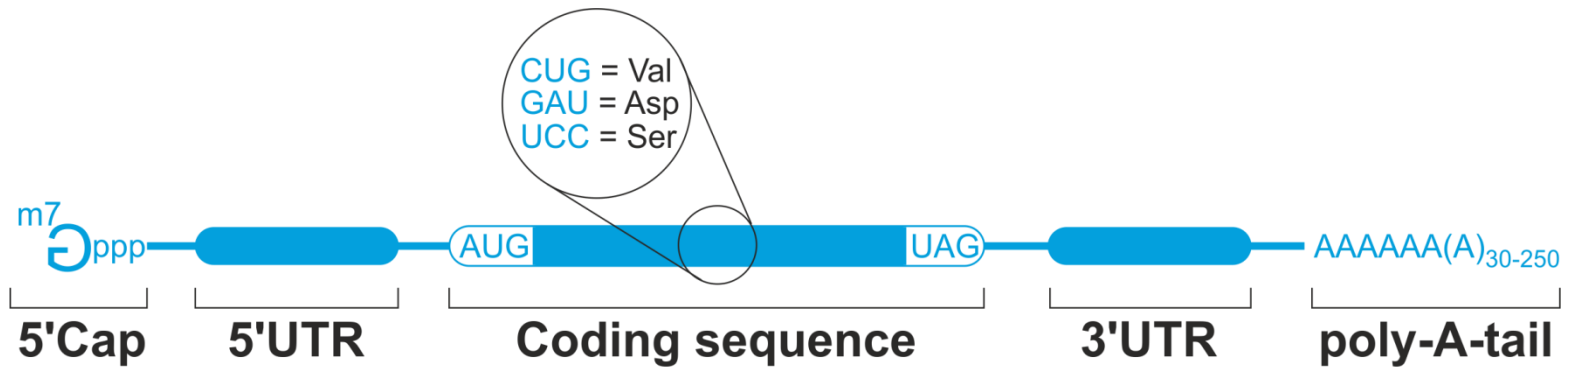 CUG = Val
GAU = Asp
UCC = Ser
m7
Gppp
AUG
UAG
AAAAAA(A)30-250
5'Cap
5'UTR
Coding sequence
3'UTR
poly-A-tail